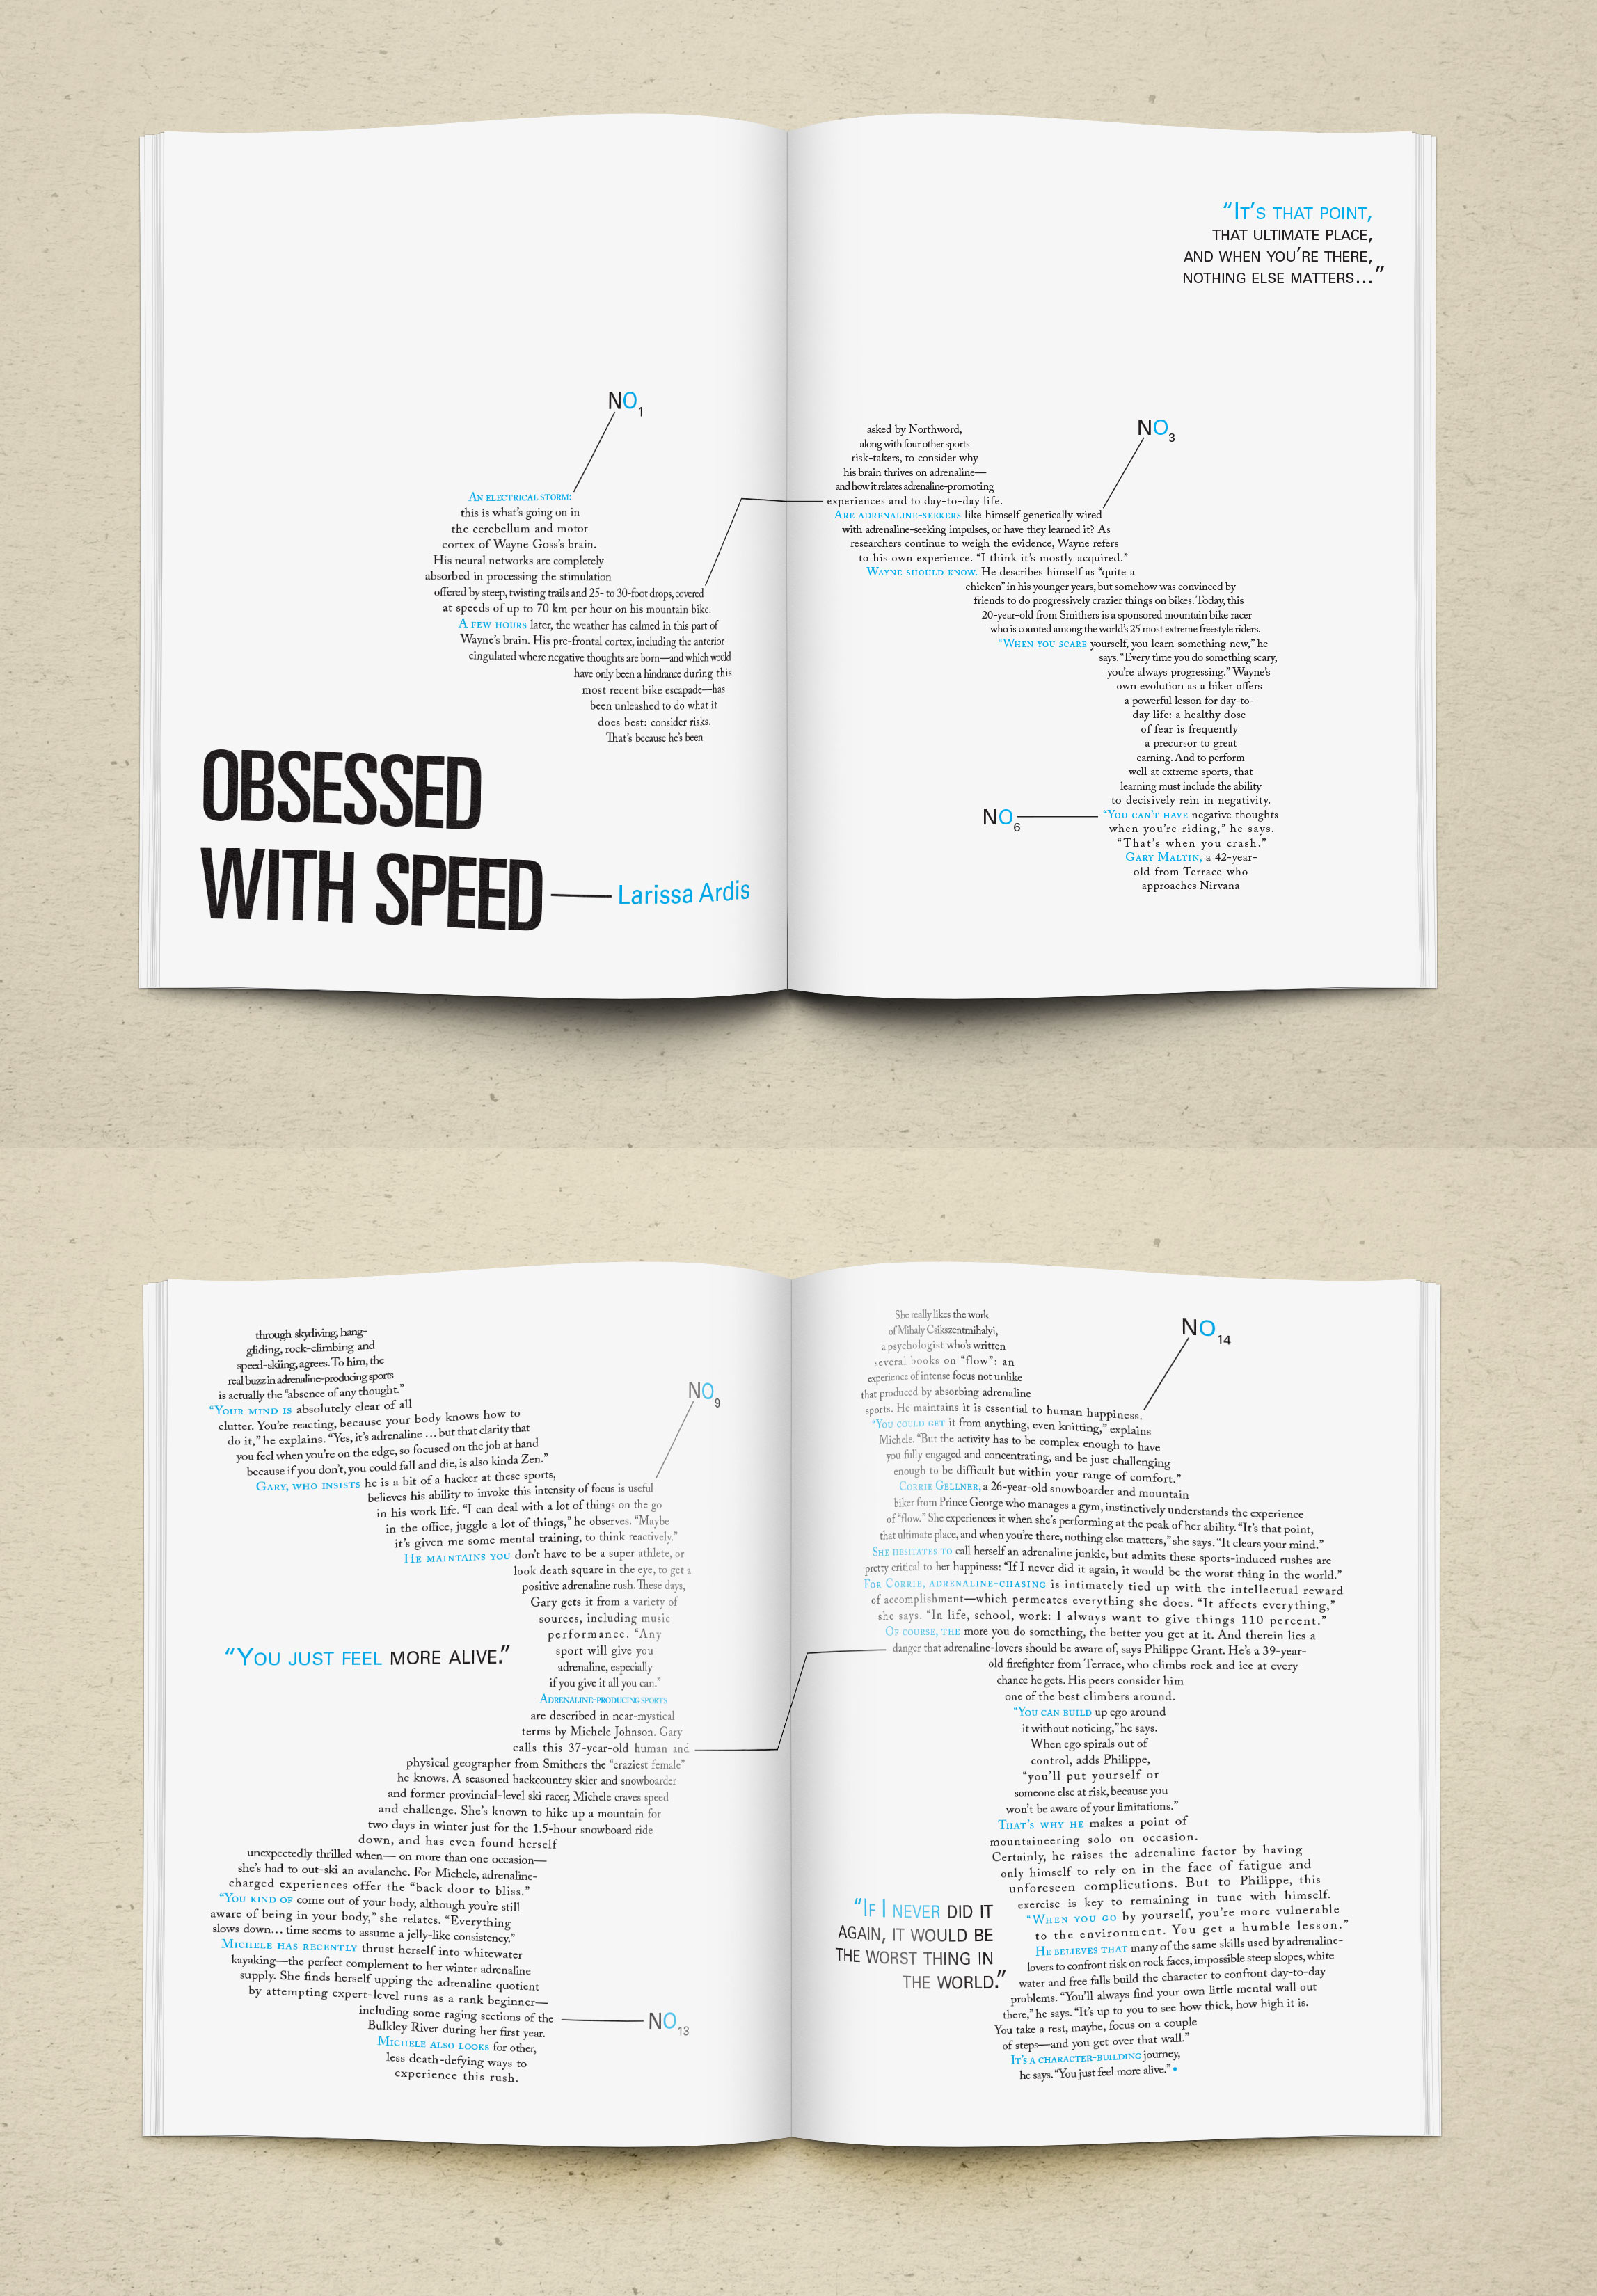 NO1
AN ELECTRICAL STORM:
this is what's going on in
the cerebellum and motor
cortex of Wayne Goss's brain.
His neural networks are completely
absorbed in processing the stimulation
offered by steep, twisting trails and 25- to 30-foot drops, covered
at speeds of up to 70 km per hour on his mountain bike.
A FEW HOURS later, the weather has calmed in this part of
Wayne's brain. His pre-frontal cortex, including the anterior
cingulated where negative thoughts are born—and which would
have only been a hindrance during this
most recent bike escapade—has
been unleashed to do what it
does best: consider risks.
That's because he's been
OBSESSED
WITH SPEED
Larissa Ardis
“IT'S THAT POINT,
THAT ULTIMATE PLACE,
AND WHEN YOU'RE THERE,
NOTHING ELSE MATTERS...”
NO3
asked by Northword,
along with four other sports
risk-takers, to consider why
his brain thrives on adrenaline—
and how it relates adrenaline-promoting
experiences and to day-to-day life.
ARE ADRENALINE-SEEKERS like himself genetically wired
with adrenaline-seeking impulses, or have they learned it? As
researchers continue to weigh the evidence, Wayne refers
to his own experience. “I think it's mostly acquired.”
WAYNE SHOULD KNOW. He describes himself as “quite a
chicken” in his younger years, but somehow was convinced by
friends to do progressively crazier things on bikes. Today, this
20-year-old from Smithers is a sponsored mountain bike racer
who is counted among the world's 25 most extreme freestyle riders.
“WHEN YOU SCARE yourself, you learn something new,” he
says. “Every time you do something scary,
you're always progressing.” Wayne's
own evolution as a biker offers
a powerful lesson for day-to-
day life: a healthy dose
of fear is frequently
a precursor to great
earning. And to perform
well at extreme sports, that
learning must include the ability
to decisively rein in negativity.
NO6
“YOU CAN'T HAVE negative thoughts
when you're riding,” he says.
“That's when you crash.”
GARY MALTIN, a 42-year-
old from Terrace who
approaches Nirvana
through skydiving, hang-
gliding, rock-climbing and
speed-skiing, agrees. To him, the
real buzz in adrenaline-producing sports
is actually the “absence of any thought.”
“YOUR MIND IS absolutely clear of all
clutter. You're reacting, because your body knows how to
do it,” he explains. “Yes, it's adrenaline … but that clarity that
you feel when you're on the edge, so focused on the job at hand
because if you don't, you could fall and die, is also kinda Zen.”
NO9
GARY, WHO INSISTS he is a bit of a hacker at these sports,
believes his ability to invoke this intensity of focus is useful
in his work life. “I can deal with a lot of things on the go
in the office, juggle a lot of things,” he observes. “Maybe
it's given me some mental training, to think reactively.”
HE MAINTAINS YOU don't have to be a super athlete, or
look death square in the eye, to get a
positive adrenaline rush. These days,
Gary gets it from a variety of
sources, including music
performance. “Any
sport will give you
adrenaline, especially
if you give it all you can.”
“YOU JUST FEEL MORE ALIVE.”
ADRENALINE-PRODUCING SPORTS
are described in near-mystical
terms by Michele Johnson. Gary
calls this 37-year-old human and
physical geographer from Smithers the “craziest female”
he knows. A seasoned backcountry skier and snowboarder
and former provincial-level ski racer, Michele craves speed
and challenge. She's known to hike up a mountain for
two days in winter just for the 1.5-hour snowboard ride
down, and has even found herself
unexpectedly thrilled when— on more than one occasion—
she's had to out-ski an avalanche. For Michele, adrenaline-
charged experiences offer the “back door to bliss.”
“YOU KIND OF come out of your body, although you're still
aware of being in your body,” she relates. “Everything
slows down… time seems to assume a jelly-like consistency.”
MICHELE HAS RECENTLY thrust herself into whitewater
kayaking—the perfect complement to her winter adrenaline
supply. She finds herself upping the adrenaline quotient
by attempting expert-level runs as a rank beginner—
including some raging sections of the
Bulkley River during her first year.
NO13
MICHELE ALSO LOOKS for other,
less death-defying ways to
experience this rush.
She really likes the work
of Mihaly Csikszentmihalyi,
a psychologist who's written
several books on “flow”: an
experience of intense focus not unlike
that produced by absorbing adrenaline
sports. He maintains it is essential to human happiness.
NO14
“YOU COULD GET it from anything, even knitting,” explains
Michele. “But the activity has to be complex enough to have
you fully engaged and concentrating, and be just challenging
enough to be difficult but within your range of comfort.”
CORRIE GELLNER, a 26-year-old snowboarder and mountain
biker from Prince George who manages a gym, instinctively understands the experience
of “flow.” She experiences it when she's performing at the peak of her ability. “It's that point,
that ultimate place, and when you're there, nothing else matters,” she says. “It clears your mind.”
SHE HESITATES TO call herself an adrenaline junkie, but admits these sports-induced rushes are
pretty critical to her happiness: “If I never did it again, it would be the worst thing in the world.”
FOR CORRIE, ADRENALINE-CHASING is intimately tied up with the intellectual reward
of accomplishment—which permeates everything she does. “It affects everything,”
she says. “In life, school, work: I always want to give things 110 percent.”
OF COURSE, THE more you do something, the better you get at it. And therein lies a
danger that adrenaline-lovers should be aware of, says Philippe Grant. He's a 39-year-
old firefighter from Terrace, who climbs rock and ice at every
chance he gets. His peers consider him
one of the best climbers around.
“YOU CAN BUILD up ego around
it without noticing,” he says.
When ego spirals out of
control, adds Philippe,
“you'll put yourself or
someone else at risk, because you
won't be aware of your limitations.”
THAT'S WHY HE makes a point of
mountaineering solo on occasion.
Certainly, he raises the adrenaline factor by having
only himself to rely on in the face of fatigue and
unforeseen complications. But to Philippe, this
exercise is key to remaining in tune with himself.
“WHEN YOU GO by yourself, you're more vulnerable
to the environment. You get a humble lesson.”
“IF I NEVER DID IT
AGAIN, IT WOULD BE
THE WORST THING IN
THE WORLD.”
HE BELIEVES THAT many of the same skills used by adrenaline-
lovers to confront risk on rock faces, impossible steep slopes, white
water and free falls build the character to confront day-to-day
problems. “You'll always find your own little mental wall out
there,” he says. “It's up to you to see how thick, how high it is.
You take a rest, maybe, focus on a couple
of steps—and you get over that wall.”
IT'S A CHARACTER-BUILDING journey,
he says. “You just feel more alive.” •